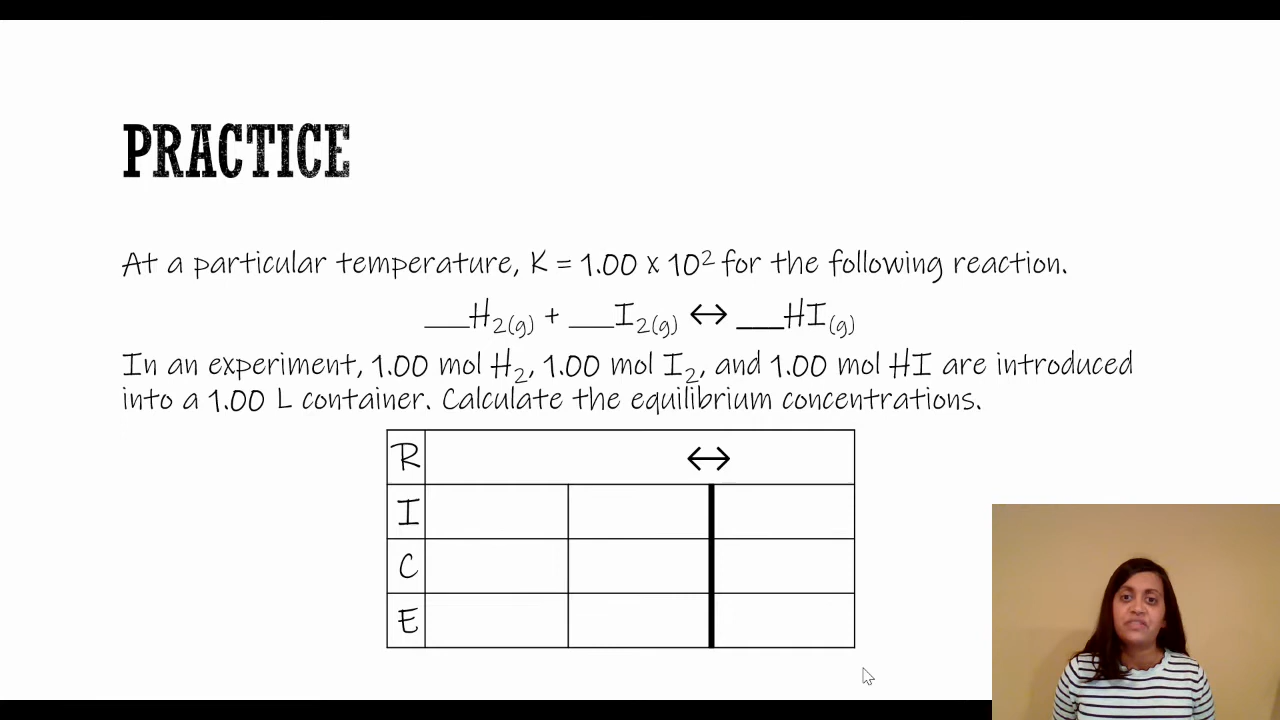 PRACTICE
At a particular temperature, K = 1.00 x 10² for the following reaction.
___H₂(g) + ___I₂(g) ↔ ___HI(g)
In an experiment, 1.00 mol H₂, 1.00 mol I₂, and 1.00 mol HI are introduced
into a 1.00 L container. Calculate the equilibrium concentrations.
R ↔
I
C
E